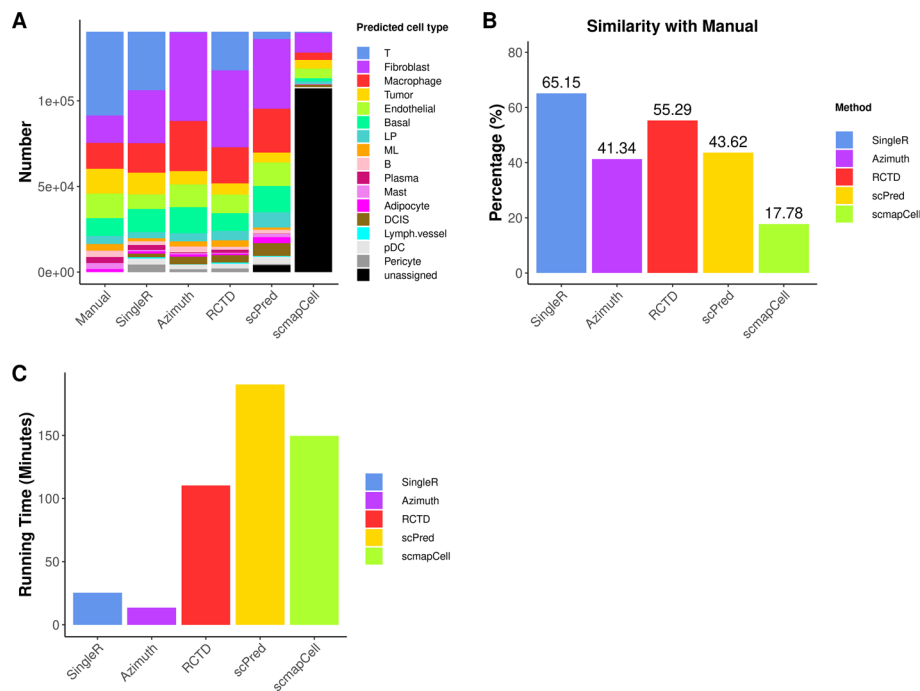 A
Number
1e+05
5e+04
0e+00
Manual
SingleR
Azimuth
RCTD
scPred
scmapCell
Predicted cell type
T
Fibroblast
Macrophage
Tumor
Endothelial
Basal
LP
ML
B
Plasma
Mast
Adipocyte
DCIS
Lymph.vessel
pDC
Pericyte
unassigned
B
Similarity with Manual
Percentage (%)
80
60
40
20
0
65.15
41.34
55.29
43.62
17.78
SingleR
Azimuth
RCTD
scPred
scmapCell
Method
SingleR
Azimuth
RCTD
scPred
scmapCell
C
Running Time (Minutes)
150
100
50
0
SingleR
Azimuth
RCTD
scPred
scmapCell
SingleR
Azimuth
RCTD
scPred
scmapCell